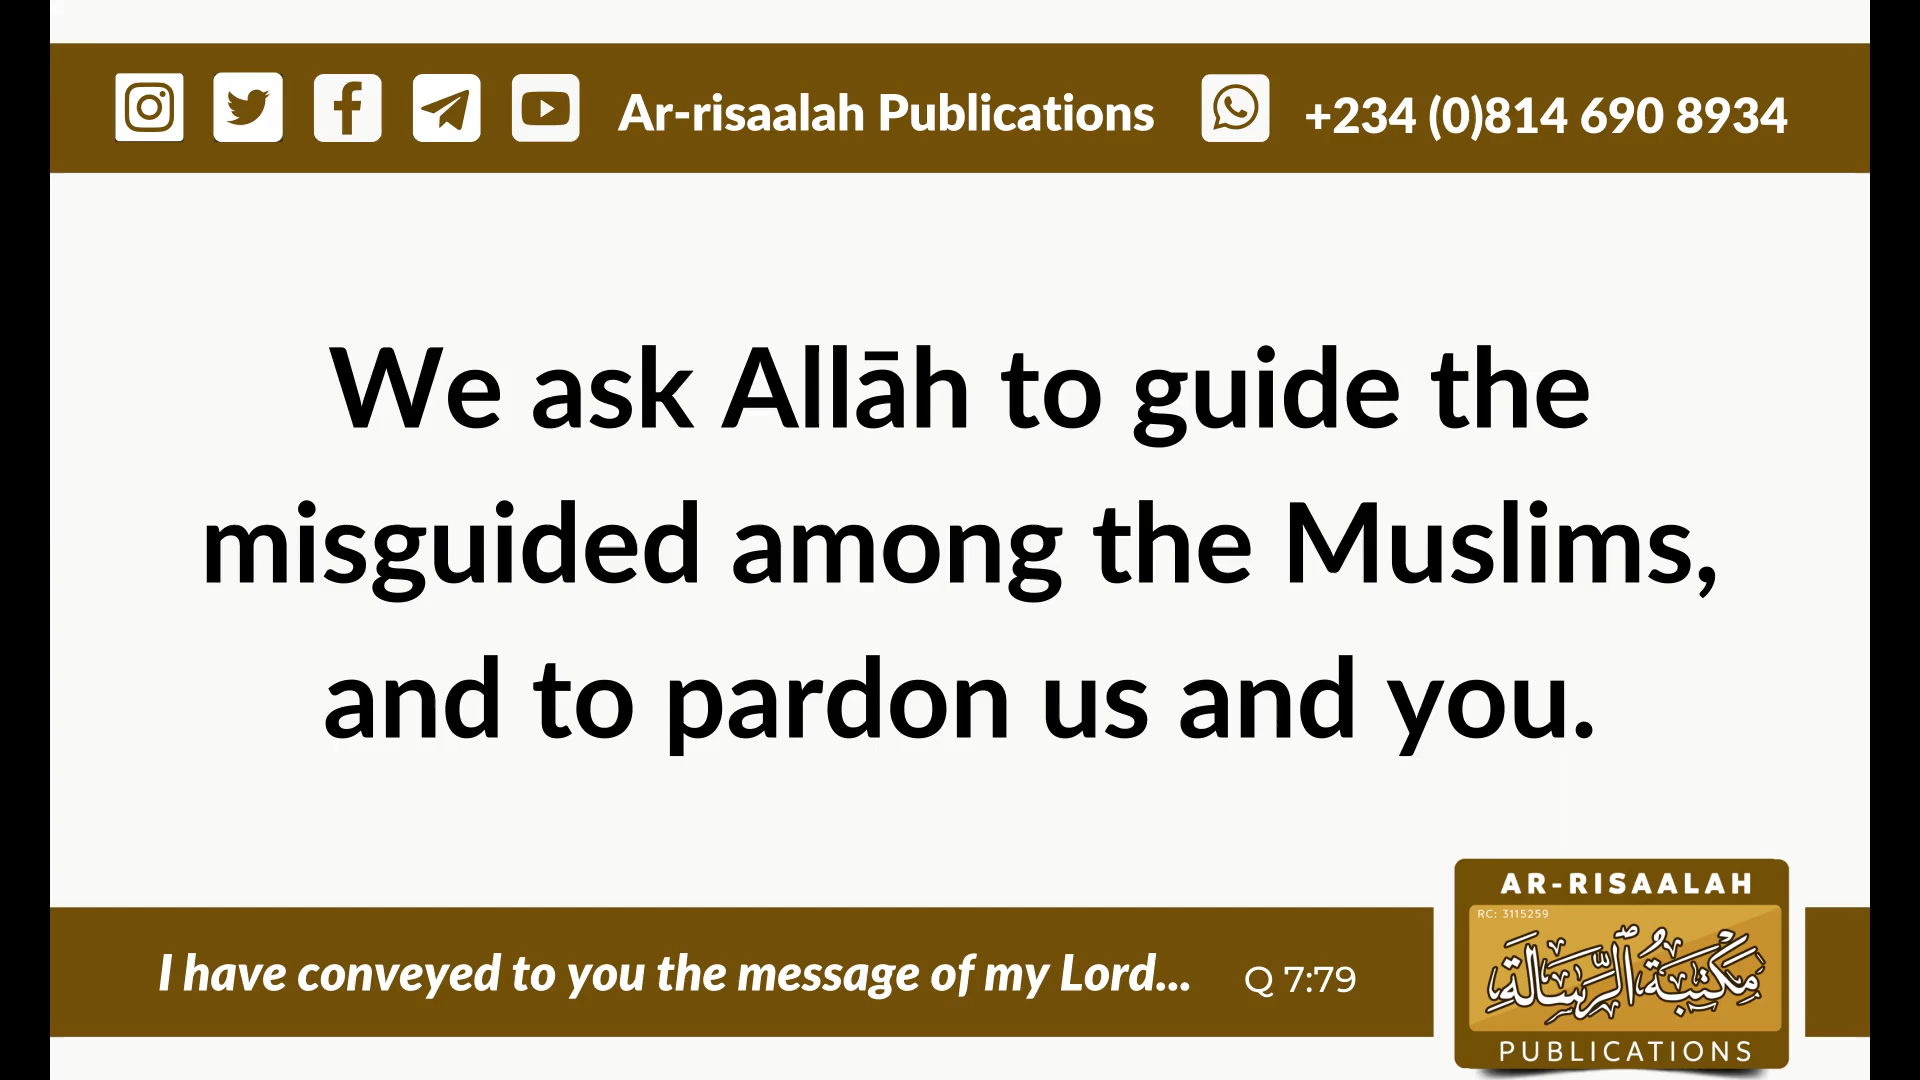 Ar-risaalah Publications +234 (0)814 690 8934
We ask Allāh to guide the
misguided among the Muslims,
and to pardon us and you.
I have conveyed to you the message of my Lord... Q 7:79
AR-RISAALAH
RC: 3115259
مَكْتَبَةُ الرِّسَالَةِ
PUBLICATIONS